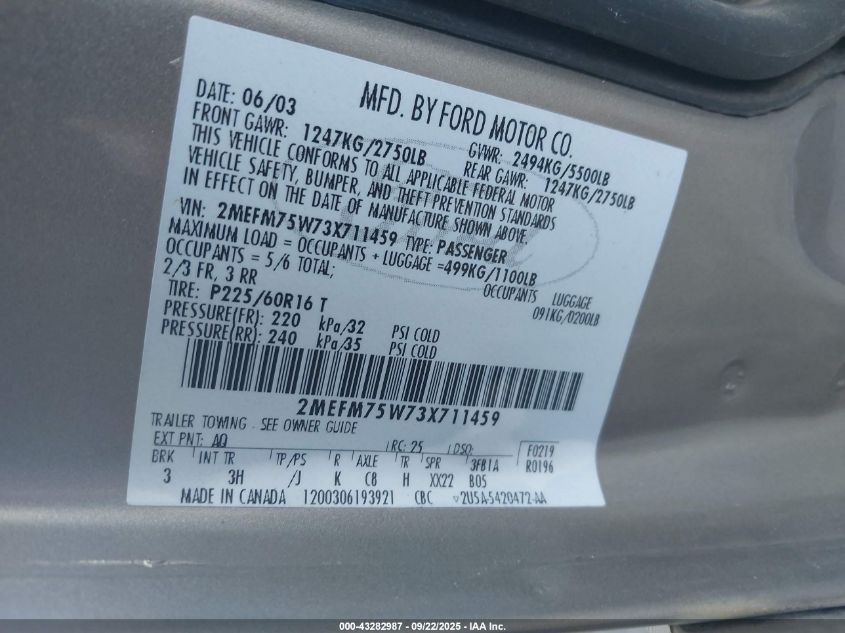 MFD. BY FORD MOTOR CO.
DATE: 06/03 GVWR: 2494KG/5500LB
FRONT GAWR: 1247KG/2750LB REAR GAWR: 1247KG/2750LB
THIS VEHICLE CONFORMS TO ALL APPLICABLE FEDERAL MOTOR
VEHICLE SAFETY, BUMPER, AND THEFT PREVENTION STANDARDS
IN EFFECT ON THE DATE OF MANUFACTURE SHOWN ABOVE.
VIN: 2MEFM75W73X711459 TYPE: PASSENGER
MAXIMUM LOAD = OCCUPANTS + LUGGAGE =499KG/1100LB
OCCUPANTS = 5/6 TOTAL; OCCUPANTS LUGGAGE
2/3 FR, 3 RR 091KG/0200LB
TIRE: P225/60R16 T
PRESSURE(FR): 220 kPa/32 PSI COLD
PRESSURE(RR): 240 kPa/35 PSI COLD
2MEFM75W73X711459
TRAILER TOWING - SEE OWNER GUIDE
EXT PNT: AQ RC: 25 DSO: F0219
BRK INT TR TP/PS R AXLE TR SPR 3FB1A R0196
3 3H /J K C8 H XX22 B05
MADE IN CANADA 1200306193921 CBC 2U5A-5420472-AA
000-43282987 - 09/22/2025 - IAA Inc.